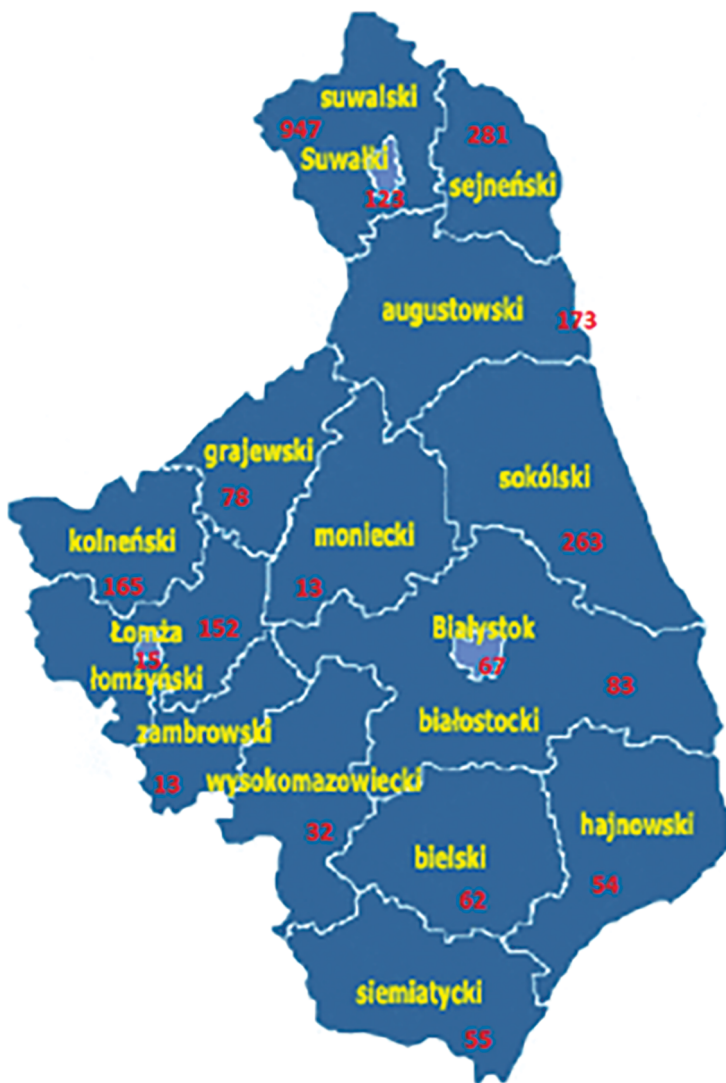 suwalski
947
281
Suwałki
sejneński
123
augustowski
173
grajewski
sokólski
78
kolneński
moniecki
263
165
13
Łomża
152
Białystok
15
67
łomżyński
83
białostocki
zambrowski
13
wysokomazowiecki
32
hajnowski
bielski
54
62
siemiatycki
55